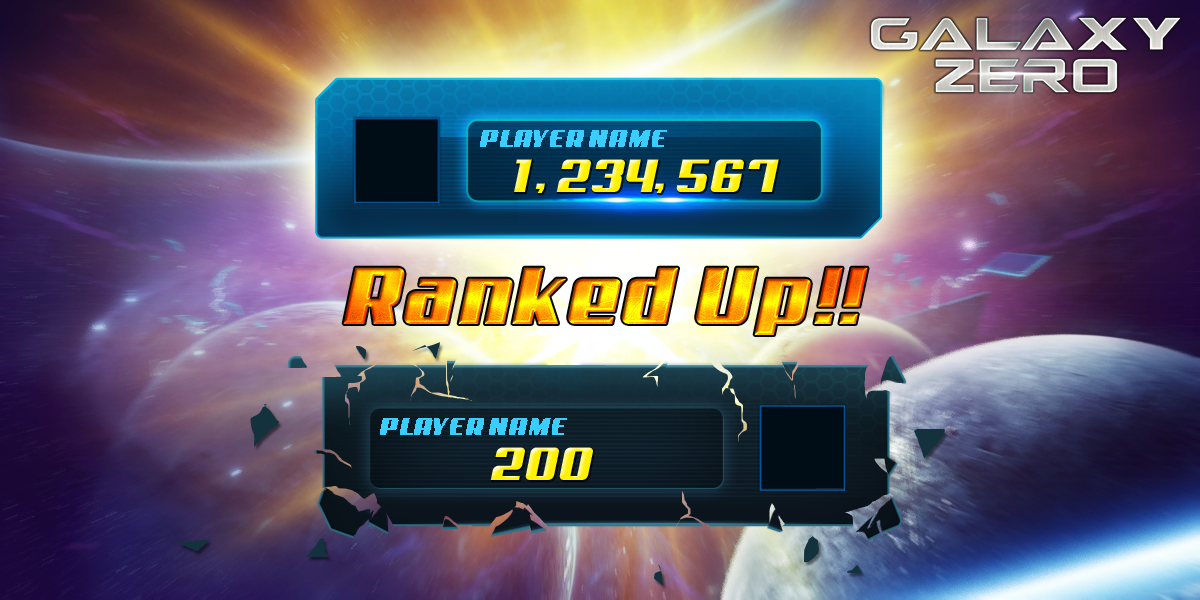 GALAXY
ZERO
PLAYER NAME
1,234,567
Ranked Up!!
PLAYER NAME
200